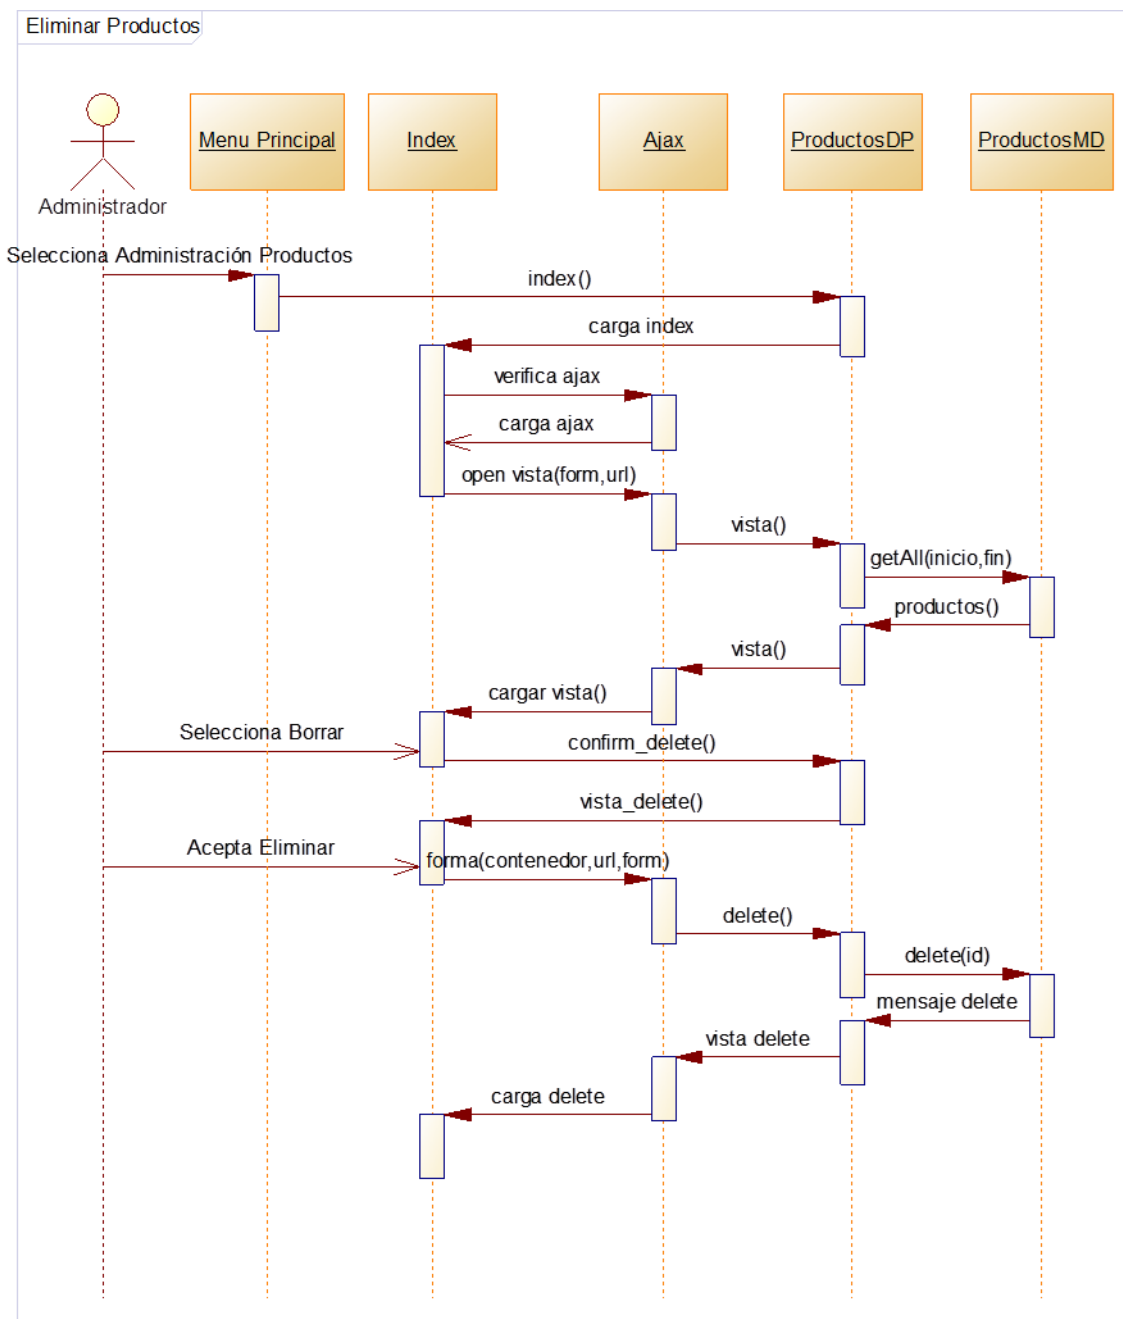 Eliminar Productos
Menu Principal
Index
Ajax
ProductosDP
ProductosMD
Administrador
Selecciona Administración Productos
index()
carga index
verifica ajax
carga ajax
open vista(form,url)
vista()
getAll(inicio,fin)
productos()
vista()
cargar vista()
Selecciona Borrar
confirm_delete()
vista_delete()
Acepta Eliminar
forma(contenedor,url,form)
delete()
delete(id)
mensaje delete
vista delete
carga delete